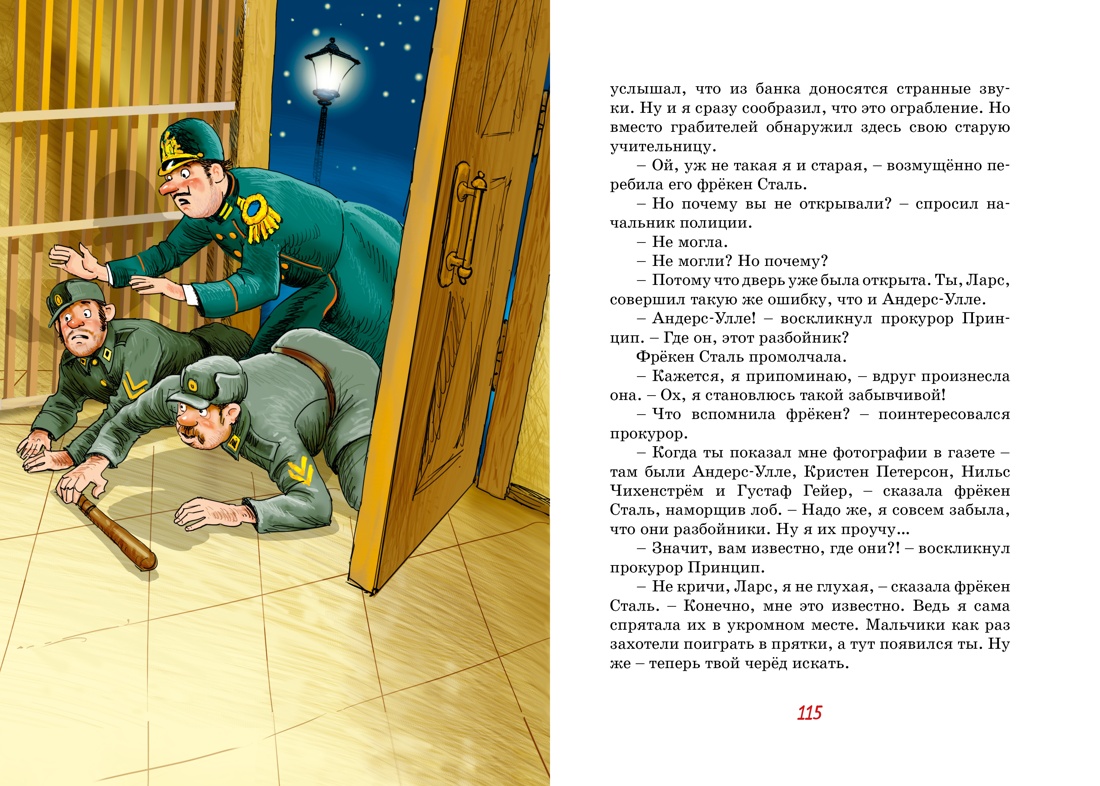 услышал, что из банка доносятся странные зву-
ки. Ну и я сразу сообразил, что это ограбление. Но
вместо грабителей обнаружил здесь свою старую
учительницу.
– Ой, уж не такая я и старая, – возмущённо пе-
ребила его фрёкен Сталь.
– Но почему вы не открывали? – спросил на-
чальник полиции.
– Не могла.
– Не могли? Но почему?
– Потому что дверь уже была открыта. Ты, Ларс,
совершил такую же ошибку, что и Андерс-Улле.
– Андерс-Улле! – воскликнул прокурор Прин-
цип. – Где он, этот разбойник?
Фрёкен Сталь промолчала.
– Кажется, я припоминаю, – вдруг произнесла
она. – Ох, я становлюсь такой забывчивой!
– Что вспомнила фрёкен? – поинтересовался
прокурор.
– Когда ты показал мне фотографии в газете –
там были Андерс-Улле, Кристен Петерсон, Нильс
Чихенстрём и Густаф Гейер, – сказала фрёкен
Сталь, наморщив лоб. – Надо же, я совсем забыла,
что они разбойники. Ну я их проучу...
– Значит, вам известно, где они?! – воскликнул
прокурор Принцип.
– Не кричи, Ларс, я не глухая, – сказала фрёкен
Сталь. – Конечно, мне это известно. Ведь я сама
спрятала их в укромном месте. Мальчики как раз
захотели поиграть в прятки, а тут появился ты. Ну
же – теперь твой черёд искать.
115